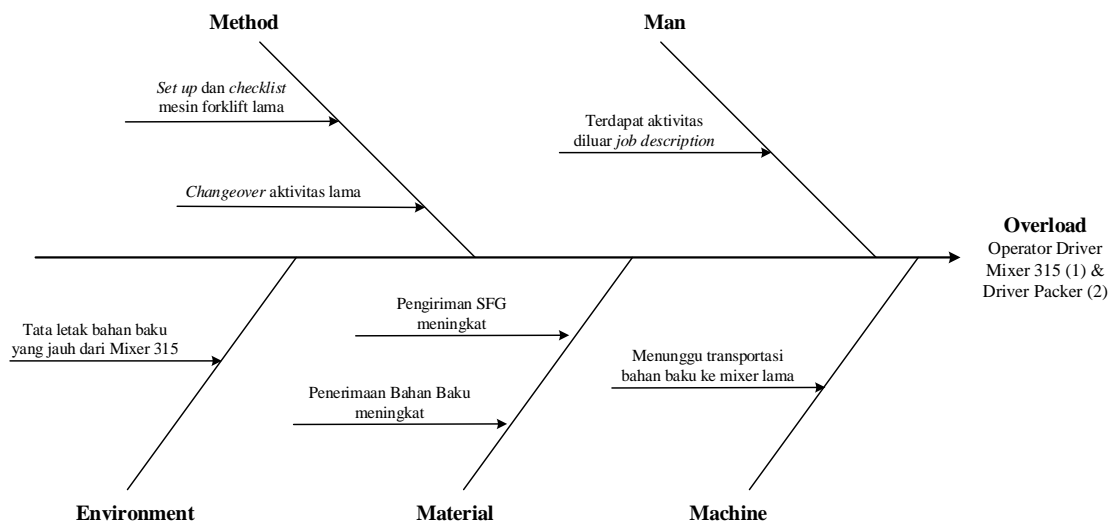 Method
Man
Set up dan checklist
mesin forklift lama
Terdapat aktivitas
diluar job description
Changeover aktivitas lama
Overload
Operator Driver
Mixer 315 (1) &
Driver Packer (2)
Tata letak bahan baku
yang jauh dari Mixer 315
Pengiriman SFG
meningkat
Penerimaan Bahan Baku
meningkat
Menunggu transportasi
bahan baku ke mixer lama
Environment
Material
Machine